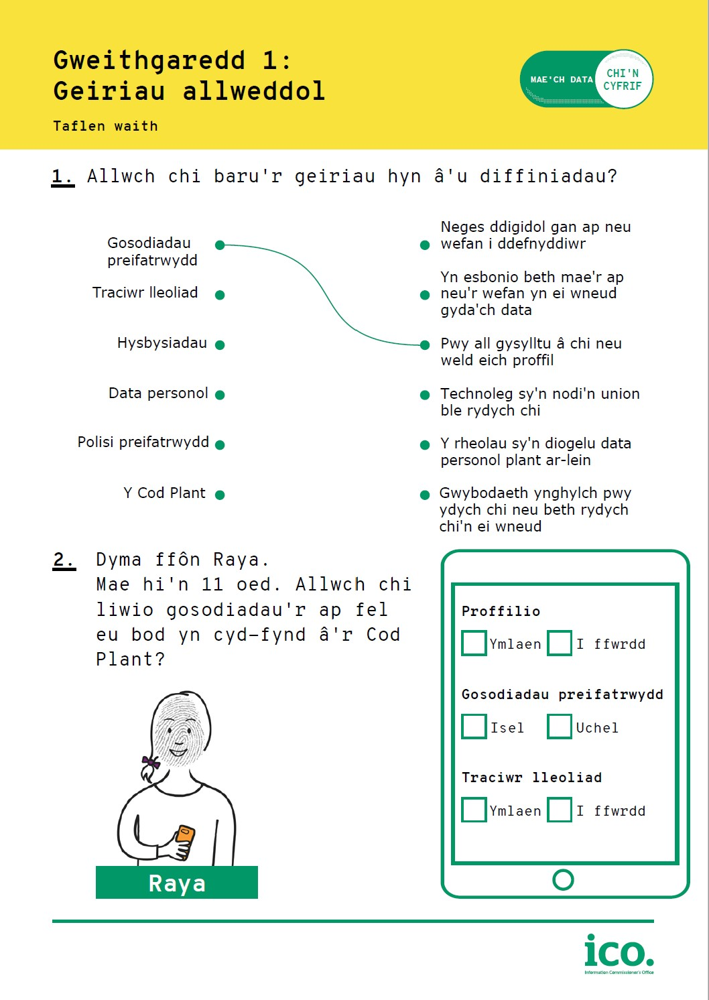 Gweithgaredd 1:
Geiriau allweddol
Taflen waith
MAE'CH DATA
CHI'N
CYFRIF
1. Allwch chi baru'r geiriau hyn â'u diffiniadau?
Gosodiadau
preifatrwydd
Traciwr lleoliad
Hysbysiadau
Data personol
Polisi preifatrwydd
Y Cod Plant
Neges ddigidol gan ap neu
wefan i ddefnyddiwr
Yn esbonio beth mae'r ap
neu'r wefan yn ei wneud
gyda'ch data
Pwy all gysylltu â chi neu
weld eich proffil
Technoleg sy'n nodi'n union
ble rydych chi
Y rheolau sy'n diogelu data
personol plant ar-lein
Gwybodaeth ynghylch pwy
ydych chi neu beth rydych
chi'n ei wneud
2. Dyma ffôn Raya.
Mae hi'n 11 oed. Allwch chi
liwio gosodiadau'r ap fel
eu bod yn cyd-fynd â'r Cod
Plant?
Raya
Proffilio
Ymlaen I ffwrdd
Gosodiadau preifatrwydd
Isel Uchel
Traciwr lleoliad
Ymlaen I ffwrdd
ico.
Information Commissioner's Office